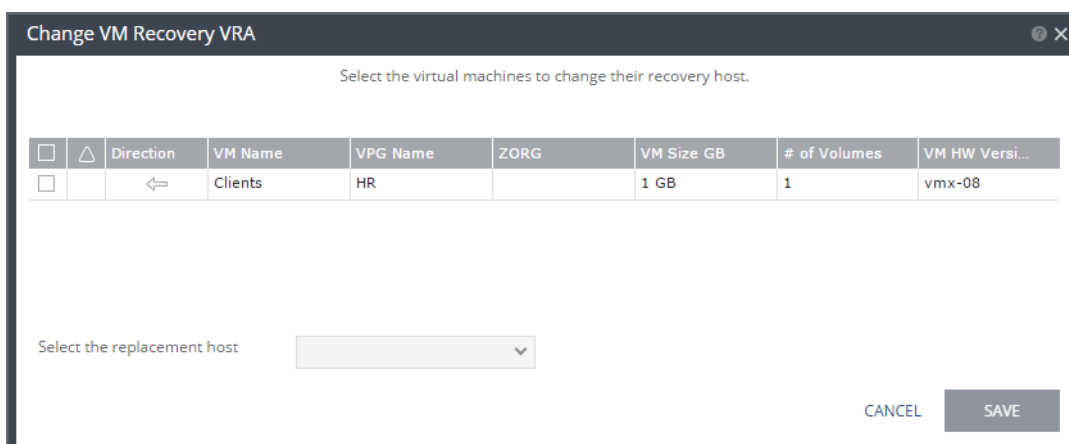 Change VM Recovery VRA
Select the virtual machines to change their recovery host.
Direction VM Name VPG Name ZORG VM Size GB # of Volumes VM HW Versi...
Clients HR 1 GB 1 vmx-08
Select the replacement host
CANCEL SAVE